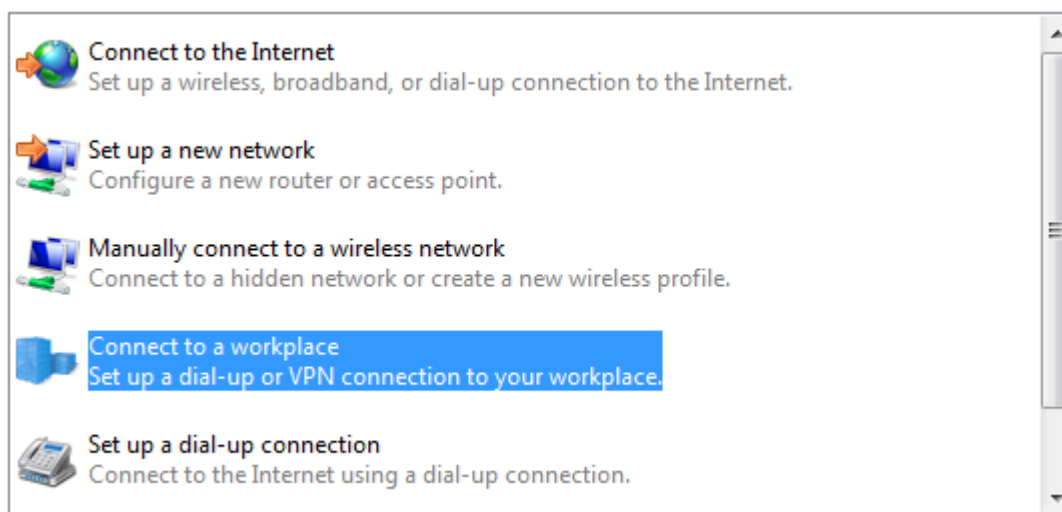 Connect to the Internet
Set up a wireless, broadband, or dial-up connection to the Internet.
Set up a new network
Configure a new router or access point.
Manually connect to a wireless network
Connect to a hidden network or create a new wireless profile.
Connect to a workplace
Set up a dial-up or VPN connection to your workplace.
Set up a dial-up connection
Connect to the Internet using a dial-up connection.